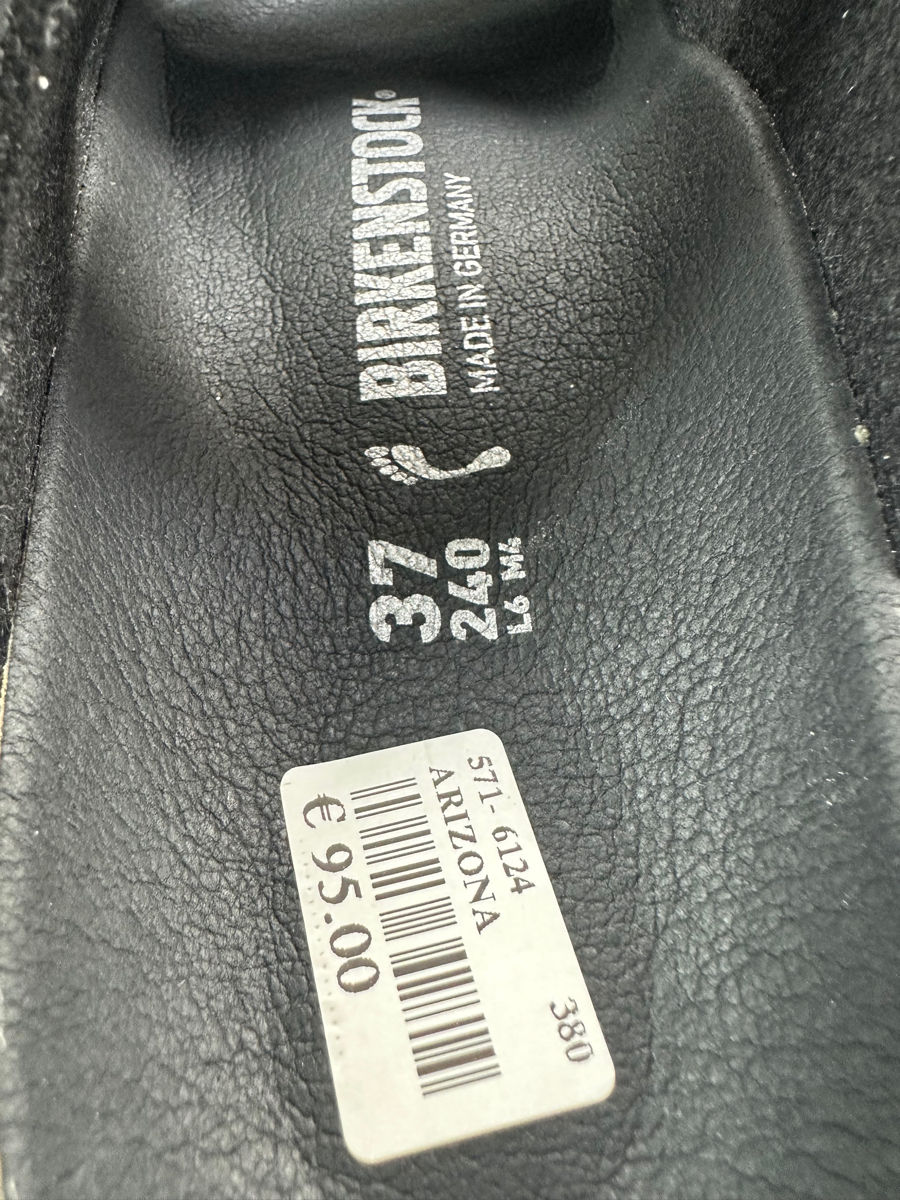 BIRKENSTOCK®
MADE IN GERMANY
37
240
L6 M4
571-6124
ARIZONA
380
€ 95.00